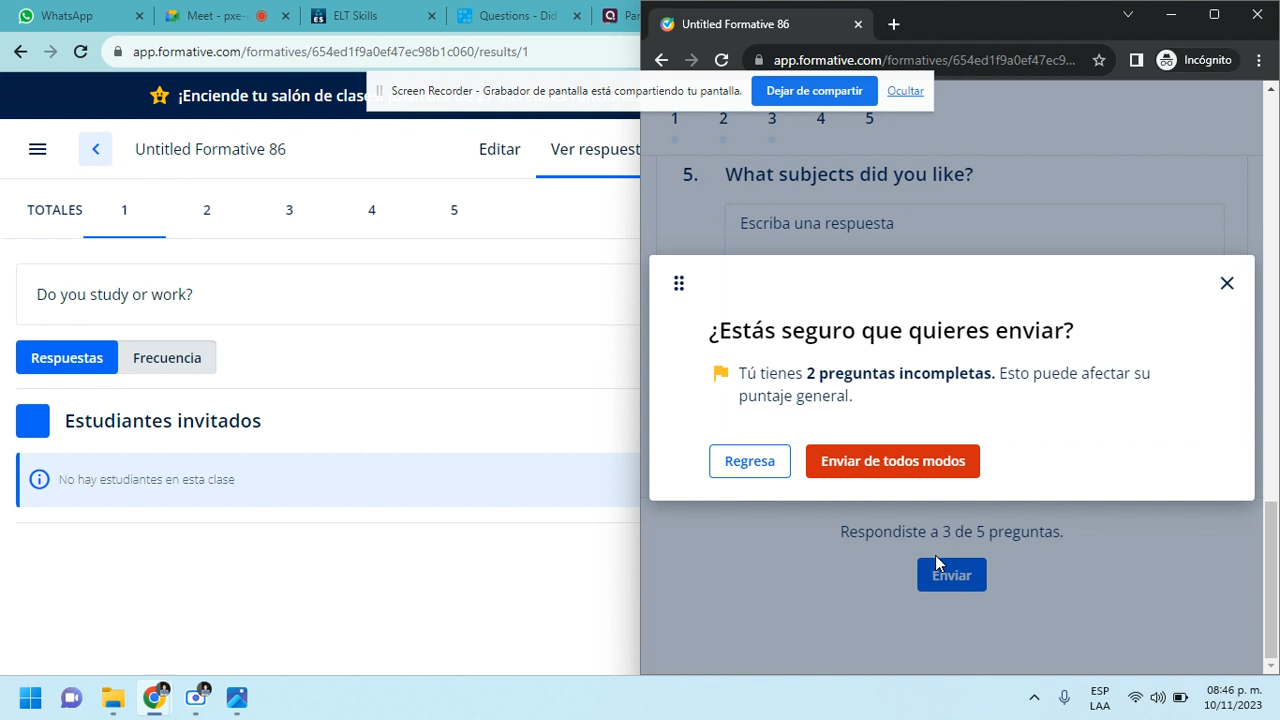 WhatsApp
Meet - pxe-
ELT Skills
Questions - Did
Par
app.formative.com/formatives/654ed1f9a0ef47ec98b1c060/results/1
¡Enciende tu salón de clase
Untitled Formative 86
Editar
Ver respuest
TOTALES
1
2
3
4
5
Do you study or work?
Respuestas
Frecuencia
Estudiantes invitados
No hay estudiantes en esta clase
Untitled Formative 86
app.formative.com/formatives/654ed1f9a0ef47ec9...
Incógnito
Screen Recorder - Grabador de pantalla está compartiendo tu pantalla.
Dejar de compartir
Ocultar
1
2
3
4
5
5. What subjects did you like?
Escriba una respuesta
¿Estás seguro que quieres enviar?
Tú tienes 2 preguntas incompletas. Esto puede afectar su
puntaje general.
Regresa
Enviar de todos modos
Respondiste a 3 de 5 preguntas.
Enviar
ESP
LAA
08:46 p. m.
10/11/2023